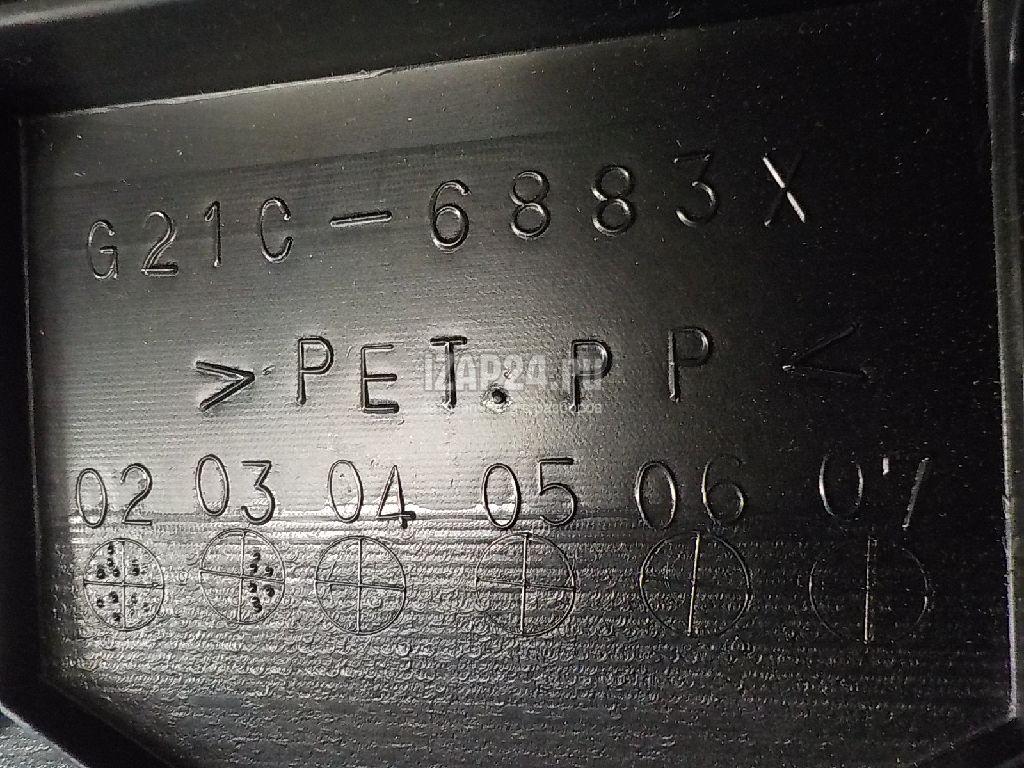 G21C-6883X
>PET.PP<
iZAP24.RU
02 03 04 05 06 07